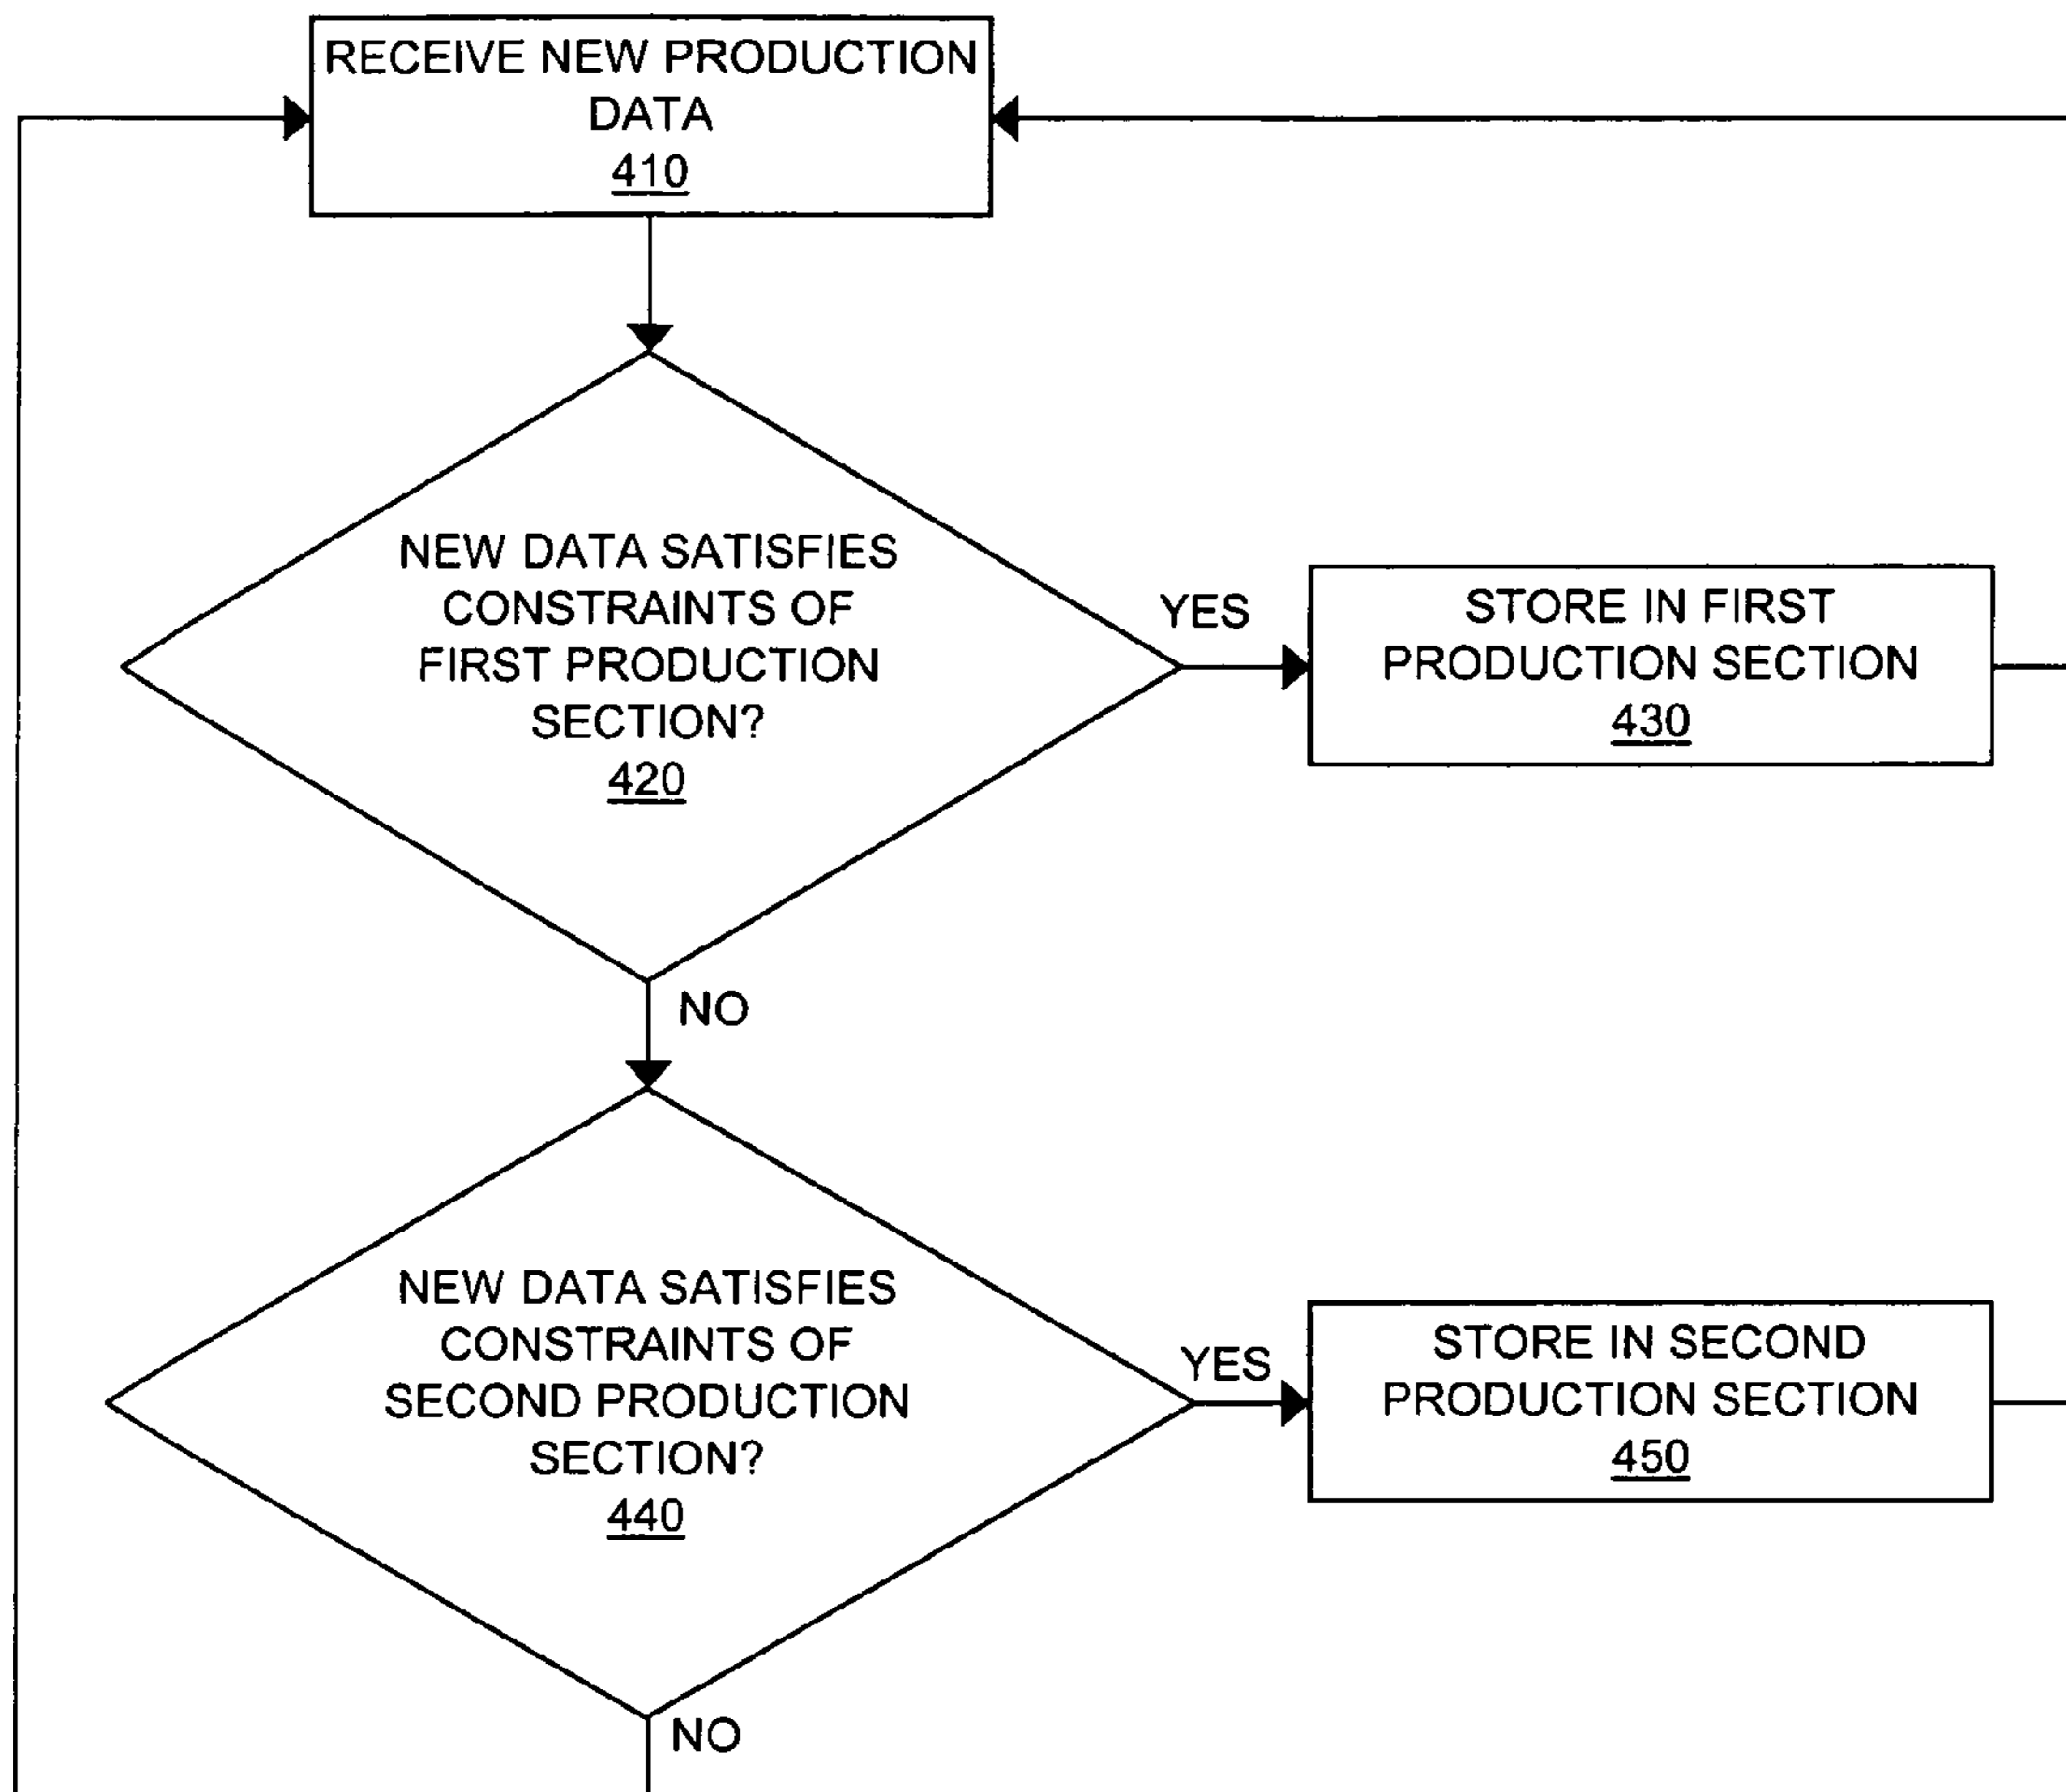 RECEIVE NEW PRODUCTION
DATA
410
NEW DATA SATISFIES
CONSTRAINTS OF
FIRST PRODUCTION
SECTION?
420
YES
STORE IN FIRST
PRODUCTION SECTION
430
NO
NEW DATA SATISFIES
CONSTRAINTS OF
SECOND PRODUCTION
SECTION?
440
YES
STORE IN SECOND
PRODUCTION SECTION
450
NO